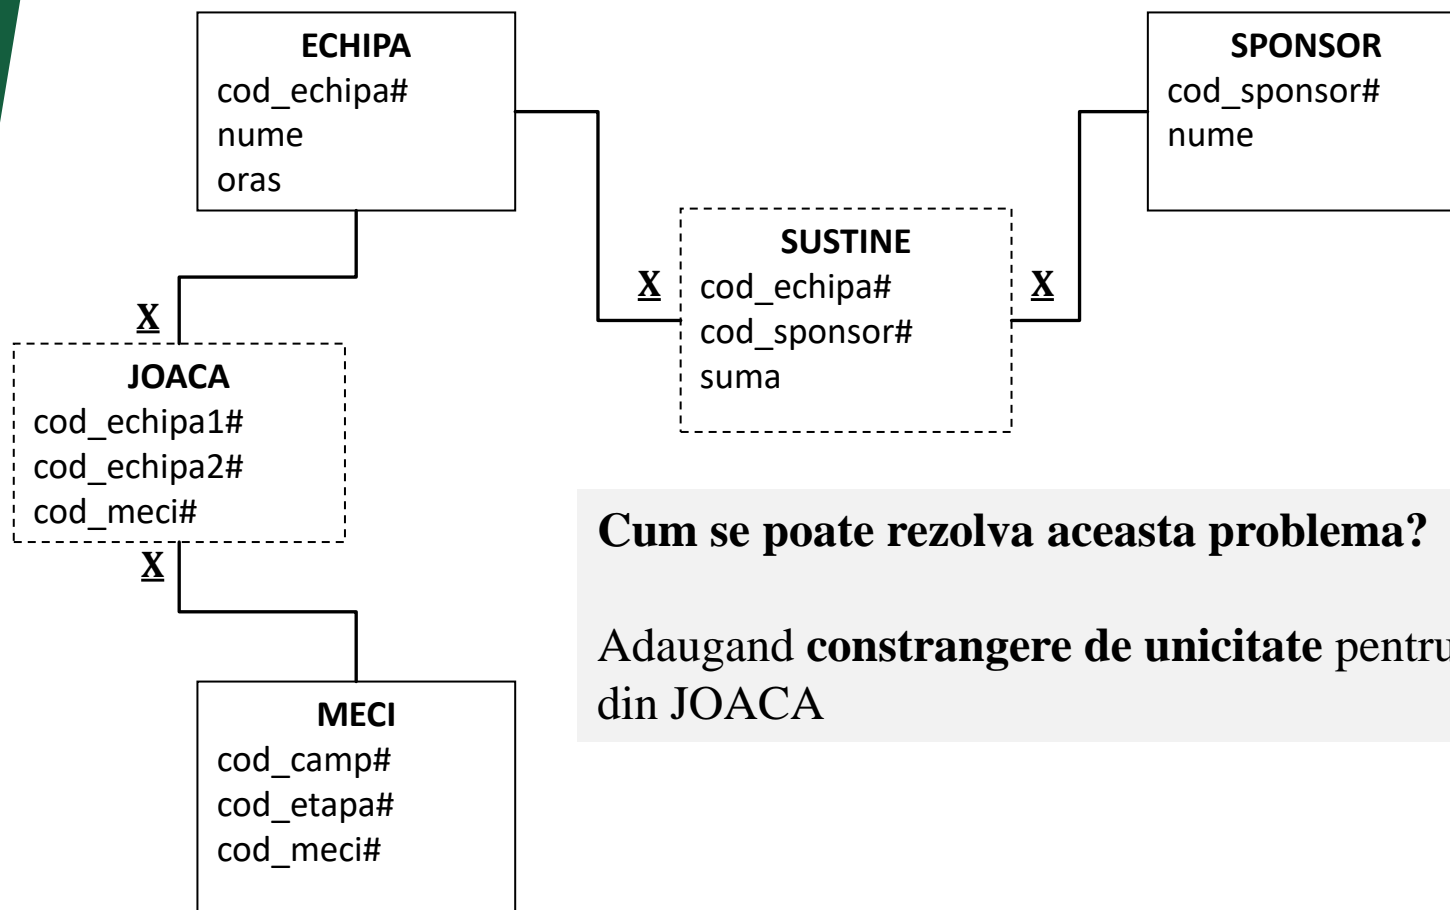 ECHIPA
cod_echipa#
nume
oras
SPONSOR
cod_sponsor#
nume
SUSTINE
X
cod_echipa#
X
cod_sponsor#
suma
X
JOACA
cod_echipa1#
cod_echipa2#
cod_meci#
X
Cum se poate rezolva aceasta problema?
Adaugand constrangere de unicitate pentru
din JOACA
MECI
cod_camp#
cod_etapa#
cod_meci#